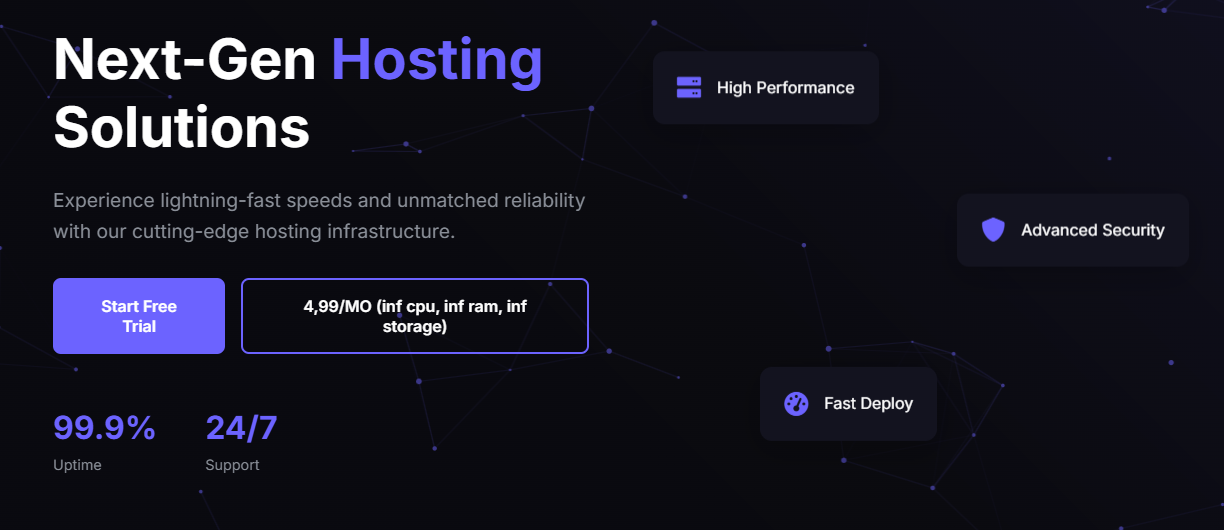 Next-Gen Hosting
Solutions
Experience lightning-fast speeds and unmatched reliability
with our cutting-edge hosting infrastructure.
Start Free
Trial
4,99/MO (inf cpu, inf ram, inf
storage)
99.9%
Uptime
24/7
Support
High Performance
Advanced Security
Fast Deploy